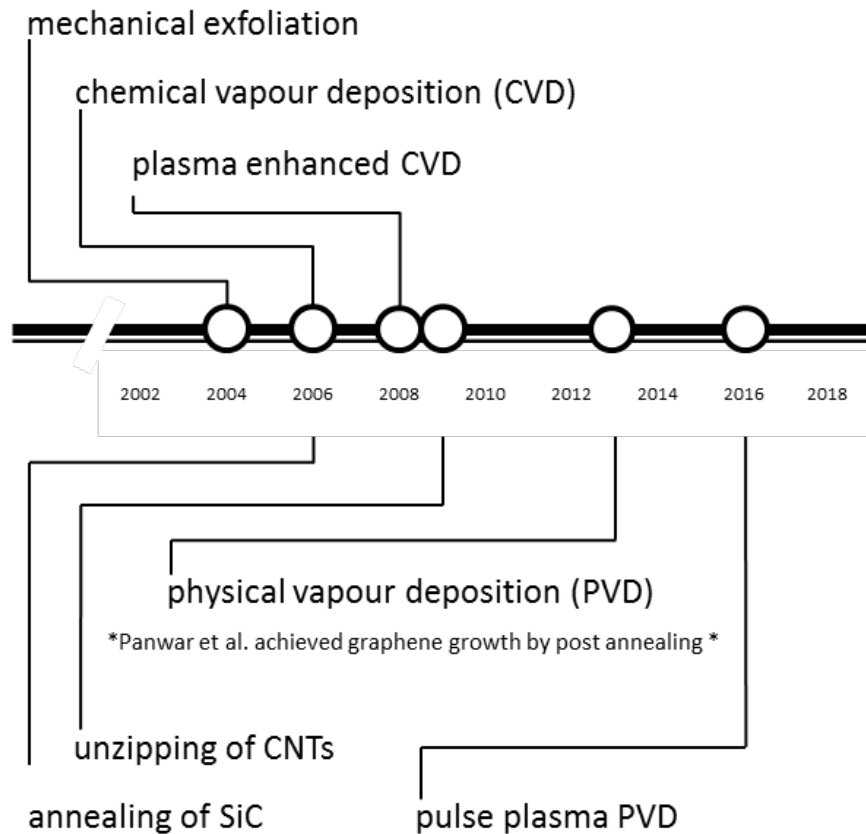 mechanical exfoliation
chemical vapour deposition (CVD)
plasma enhanced CVD
2002 2004 2006 2008 2010 2012 2014 2016 2018
physical vapour deposition (PVD)
*Panwar et al. achieved graphene growth by post annealing *
unzipping of CNTs
annealing of SiC pulse plasma PVD